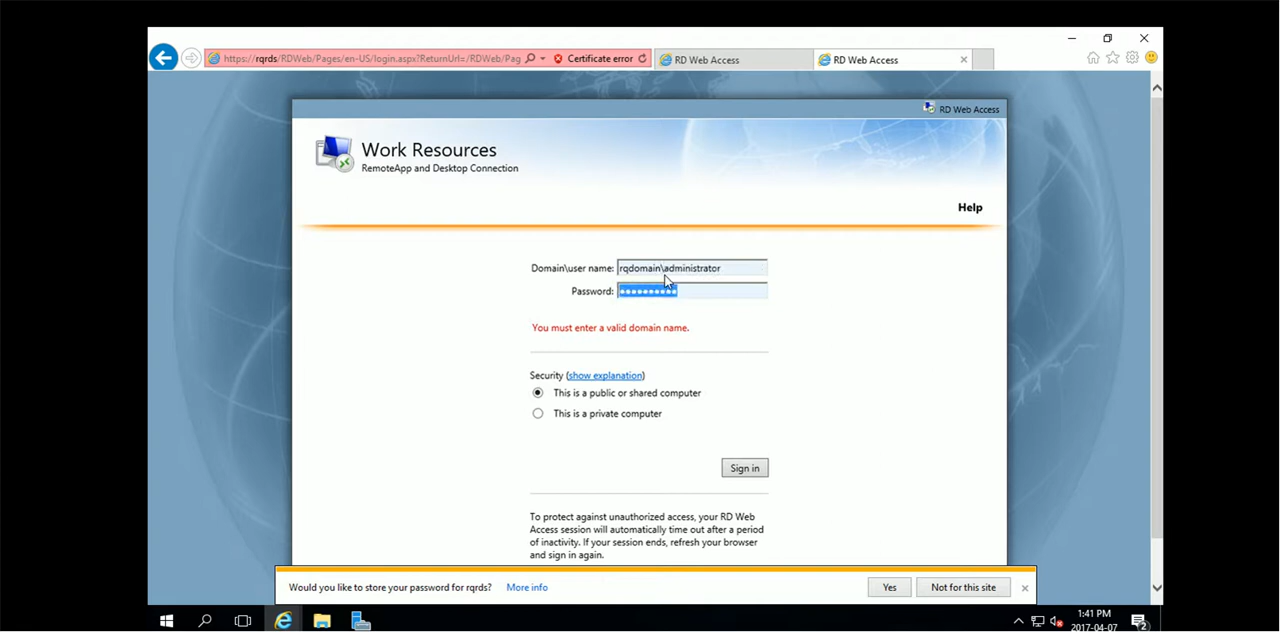 https://rqrds/RDWeb/Pages/en-US/login.aspx?ReturnUrl=/RDWeb/Pag
Certificate error
RD Web Access
RD Web Access
RD Web Access
Work Resources
RemoteApp and Desktop Connection
Help
Domain\user name: rqdomain\administrator
Password: ●●●●●●●●●●
You must enter a valid domain name.
Security (show explanation)
This is a public or shared computer
This is a private computer
Sign in
To protect against unauthorized access, your RD Web
Access session will automatically time out after a period
of inactivity. If your session ends, refresh your browser
and sign in again.
Would you like to store your password for rqrds? More info Yes Not for this site
1:41 PM
2017-04-07
2